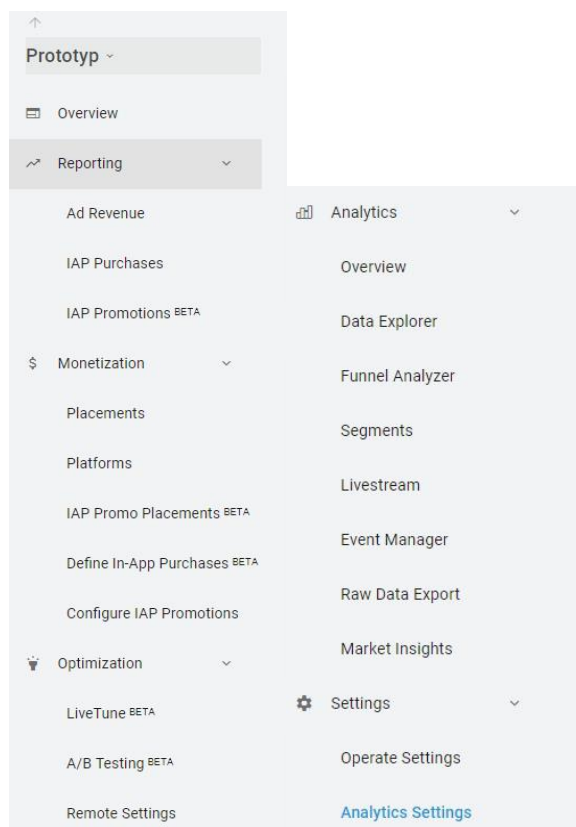 Prototyp
Overview
Reporting
Ad Revenue
IAP Purchases
IAP Promotions BETA
Monetization
Placements
Platforms
IAP Promo Placements BETA
Define In-App Purchases BETA
Configure IAP Promotions
Optimization
LiveTune BETA
A/B Testing BETA
Remote Settings
Analytics
Overview
Data Explorer
Funnel Analyzer
Segments
Livestream
Event Manager
Raw Data Export
Market Insights
Settings
Operate Settings
Analytics Settings